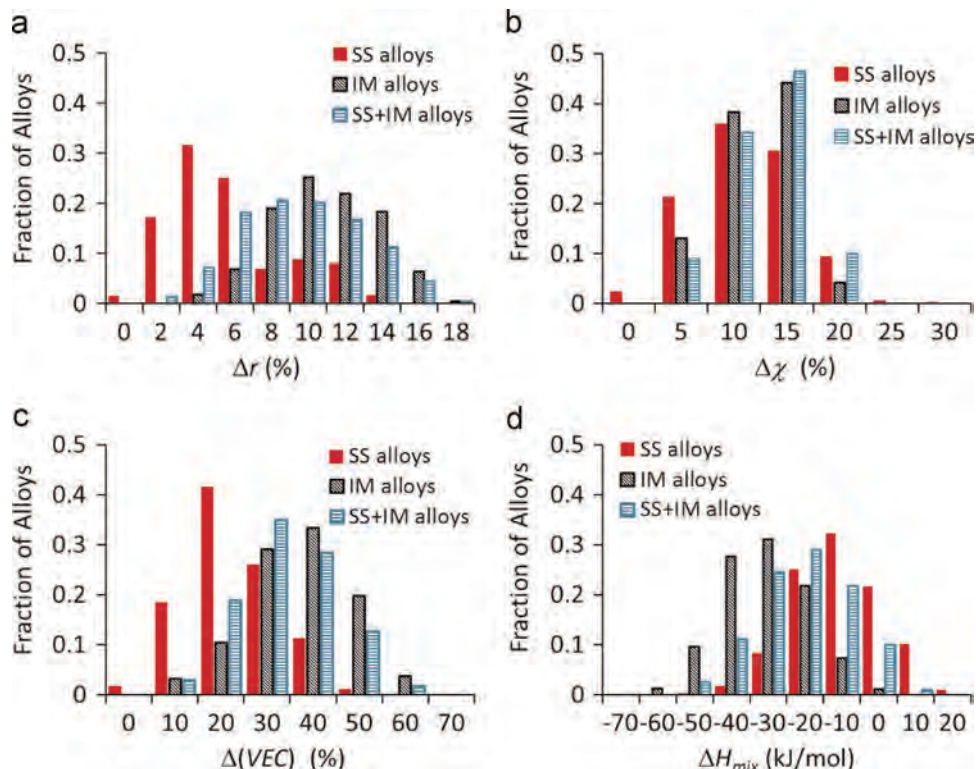 a
0.5
0.4
0.3
0.2
0.1
0
Fraction of Alloys
SS alloys
IM alloys
SS+IM alloys
0 2 4 6 8 10 12 14 16 18
Δr (%)
b
0.5
0.4
0.3
0.2
0.1
0
Fraction of Alloys
SS alloys
IM alloys
SS+IM alloys
0 5 10 15 20 25 30
Δχ (%)
c
0.5
0.4
0.3
0.2
0.1
0
Fraction of Alloys
SS alloys
IM alloys
SS+IM alloys
0 10 20 30 40 50 60 70
Δ(VEC) (%)
d
0.5
0.4
0.3
0.2
0.1
0
Fraction of Alloys
SS alloys
IM alloys
SS+IM alloys
-70 -60 -50 -40 -30 -20 -10 0 10 20
ΔHmix (kJ/mol)